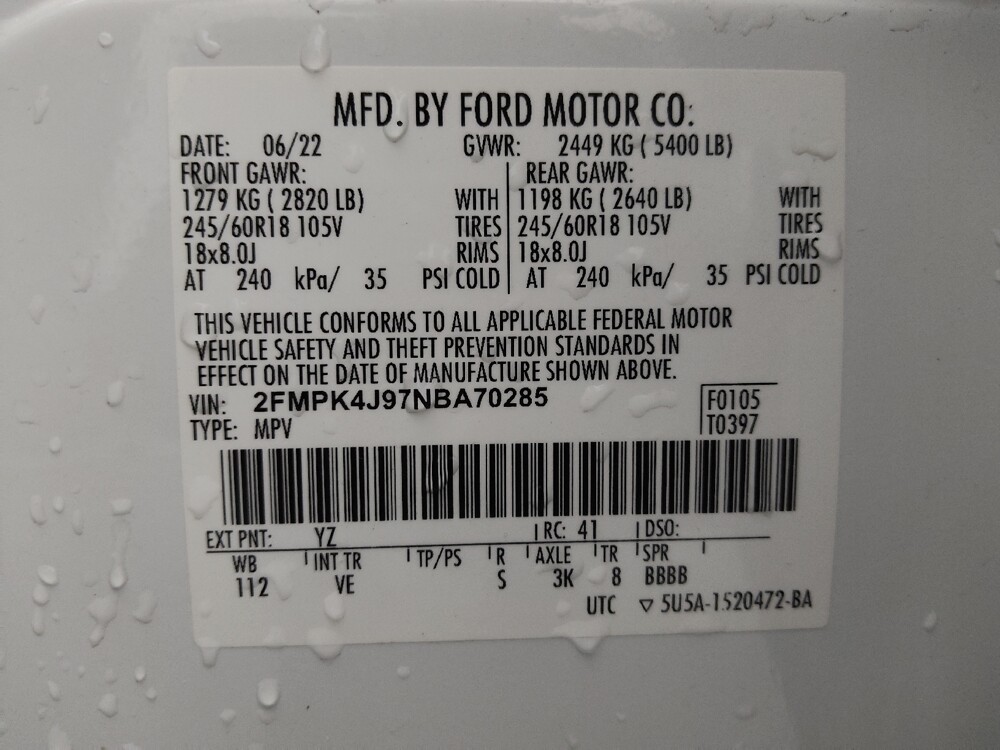 MFD. BY FORD MOTOR CO:
DATE: 06/22 GVWR: 2449 KG ( 5400 LB)
FRONT GAWR: REAR GAWR:
1279 KG ( 2820 LB) WITH 1198 KG ( 2640 LB) WITH
245/60R18 105V TIRES 245/60R18 105V TIRES
18x8.0J RIMS 18x8.0J RIMS
AT 240 kPa/ 35 PSI COLD AT 240 kPa/ 35 PSI COLD
THIS VEHICLE CONFORMS TO ALL APPLICABLE FEDERAL MOTOR
VEHICLE SAFETY AND THEFT PREVENTION STANDARDS IN
EFFECT ON THE DATE OF MANUFACTURE SHOWN ABOVE.
VIN: 2FMPK4J97NBA70285 F0105
TYPE: MPV T0397
EXT PNT: YZ RC: 41 DSO:
WB INT TR TP/PS R AXLE TR SPR
112 VE S 3K 8 BBBB
UTC ▽ 5U5A-1520472-BA